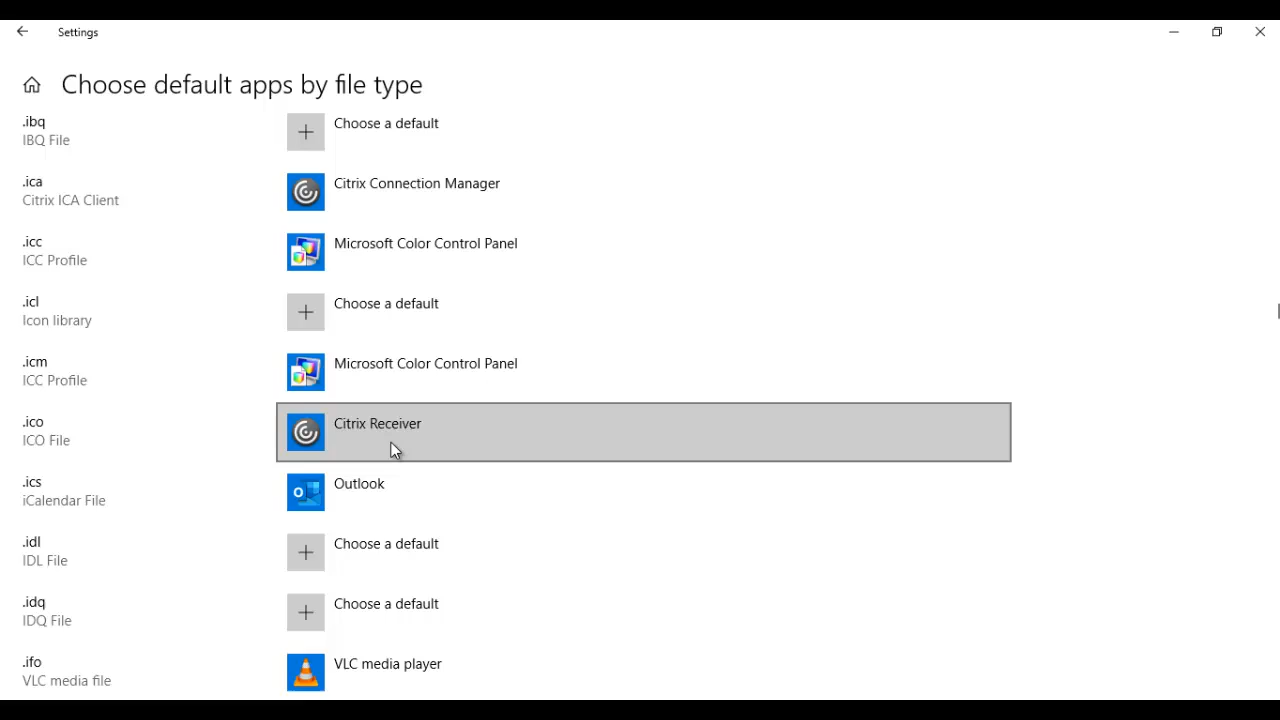 Settings
Choose default apps by file type
.ibq
IBQ File
Choose a default
.ica
Citrix ICA Client
Citrix Connection Manager
.icc
ICC Profile
Microsoft Color Control Panel
.icl
Icon library
Choose a default
.icm
ICC Profile
Microsoft Color Control Panel
.ico
ICO File
Citrix Receiver
.ics
iCalendar File
Outlook
.idl
IDL File
Choose a default
.idq
IDQ File
Choose a default
.ifo
VLC media file
VLC media player